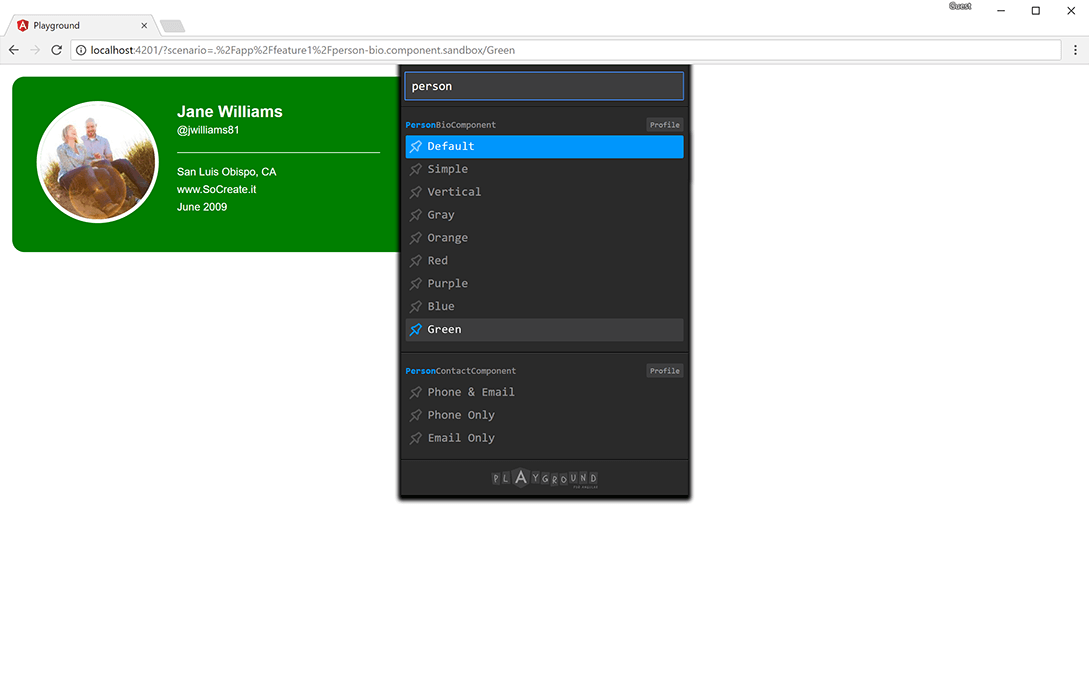 Guest
Playground
localhost:4201/?scenario=.%2Fapp%2Ffeature1%2Fperson-bio.component.sandbox/Green
Jane Williams
@jwilliams81
San Luis Obispo, CA
www.SoCreate.it
June 2009
person
PersonBioComponent Profile
Default
Simple
Vertical
Gray
Orange
Red
Purple
Blue
Green
PersonContactComponent Profile
Phone & Email
Phone Only
Email Only
PLAYGROUND
FOR ANGULAR